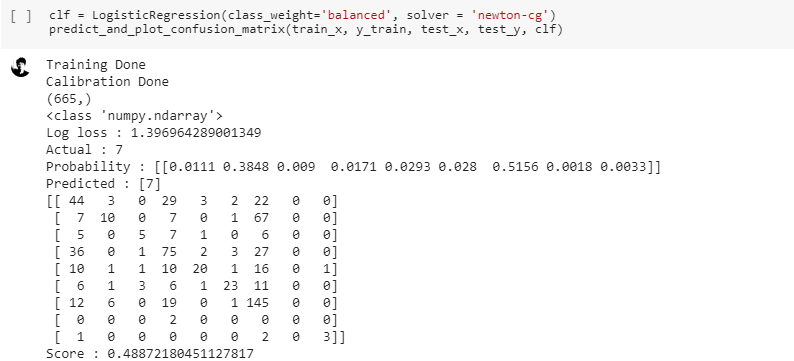 [ ] clf = LogisticRegression(class_weight='balanced', solver = 'newton-cg')
predict_and_plot_confusion_matrix(train_x, y_train, test_x, test_y, clf)
Training Done
Calibration Done
(665,)
<class 'numpy.ndarray'>
Log loss : 1.396964289001349
Actual : 7
Probability : [[0.0111 0.3848 0.009  0.0171 0.0293 0.028  0.5156 0.0018 0.0033]]
Predicted : [7]
[[ 44   3   0  29   3   2  22   0   0]
 [  7  10   0   7   0   1  67   0   0]
 [  5   0   5   7   1   0   6   0   0]
 [ 36   0   1  75   2   3  27   0   0]
 [ 10   1   1  10  20   1  16   0   1]
 [  6   1   3   6   1  23  11   0   0]
 [ 12   6   0  19   0   1 145   0   0]
 [  0   0   0   2   0   0   0   0   0]
 [  1   0   0   0   0   0   2   0   3]]
Score : 0.48872180451127817